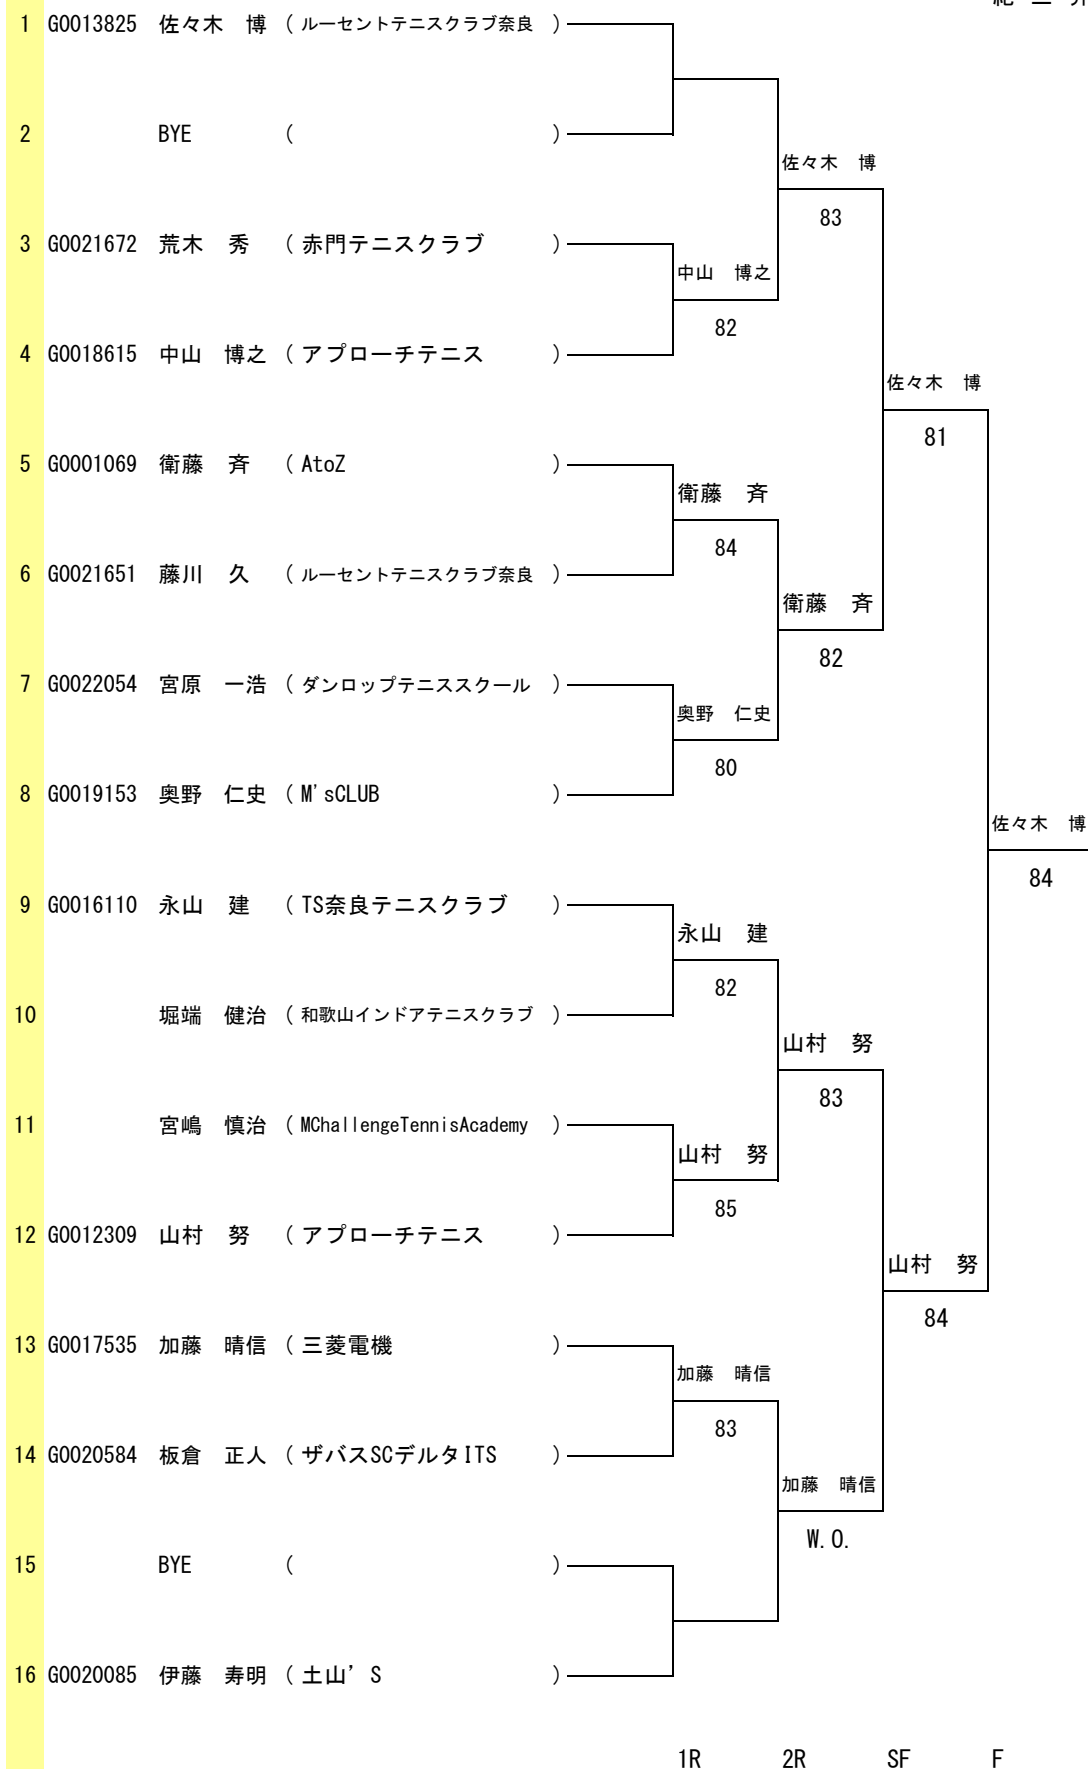 1 G0013825 佐々木　博 ( ルーセントテニスクラブ奈良 )
2 BYE ( )
佐々木　博
83
3 G0021672 荒木　秀 ( 赤門テニスクラブ )
中山　博之
82
4 G0018615 中山　博之 ( アプローチテニス )
佐々木　博
81
5 G0001069 衛藤　斉 ( AtoZ )
衛藤　斉
84
6 G0021651 藤川　久 ( ルーセントテニスクラブ奈良 )
衛藤　斉
82
7 G0022054 宮原　一浩 ( ダンロップテニススクール )
奥野　仁史
80
8 G0019153 奥野　仁史 ( M'sCLUB )
佐々木　博
84
9 G0016110 永山　建 ( TS奈良テニスクラブ )
永山　建
82
10 堀端　健治 ( 和歌山インドアテニスクラブ )
山村　努
83
11 宮嶋　慎治 ( MChallengeTennisAcademy )
山村　努
85
12 G0012309 山村　努 ( アプローチテニス )
山村　努
84
13 G0017535 加藤　晴信 ( 三菱電機 )
加藤　晴信
83
14 G0020584 板倉　正人 ( ザバスSCデルタITS )
加藤　晴信
W.O.
15 BYE ( )
16 G0020085 伊藤　寿明 ( 土山’S )
1R 2R SF F